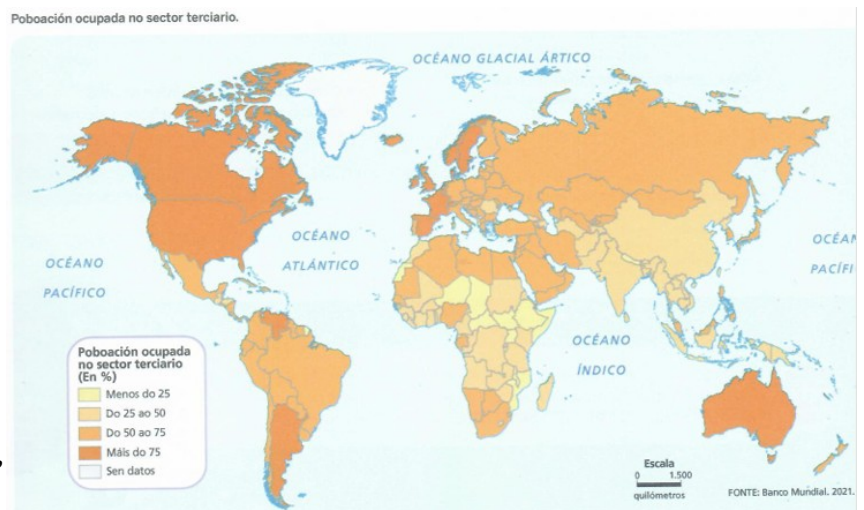 Poboación ocupada no sector terciario.
OCÉANO GLACIAL ÁRTICO
OCÉANO
ATLÁNTICO
OCÉANO
PACÍFICO
OCÉAN
PACÍFI
OCÉANO
ÍNDICO
Poboación ocupada
no sector terciario
(En %)
Menos do 25
Do 25 ao 50
Do 50 ao 75
Máis do 75
Sen datos
Escala
0 1.500
quilómetros
FONTE: Banco Mundial. 2021.
,